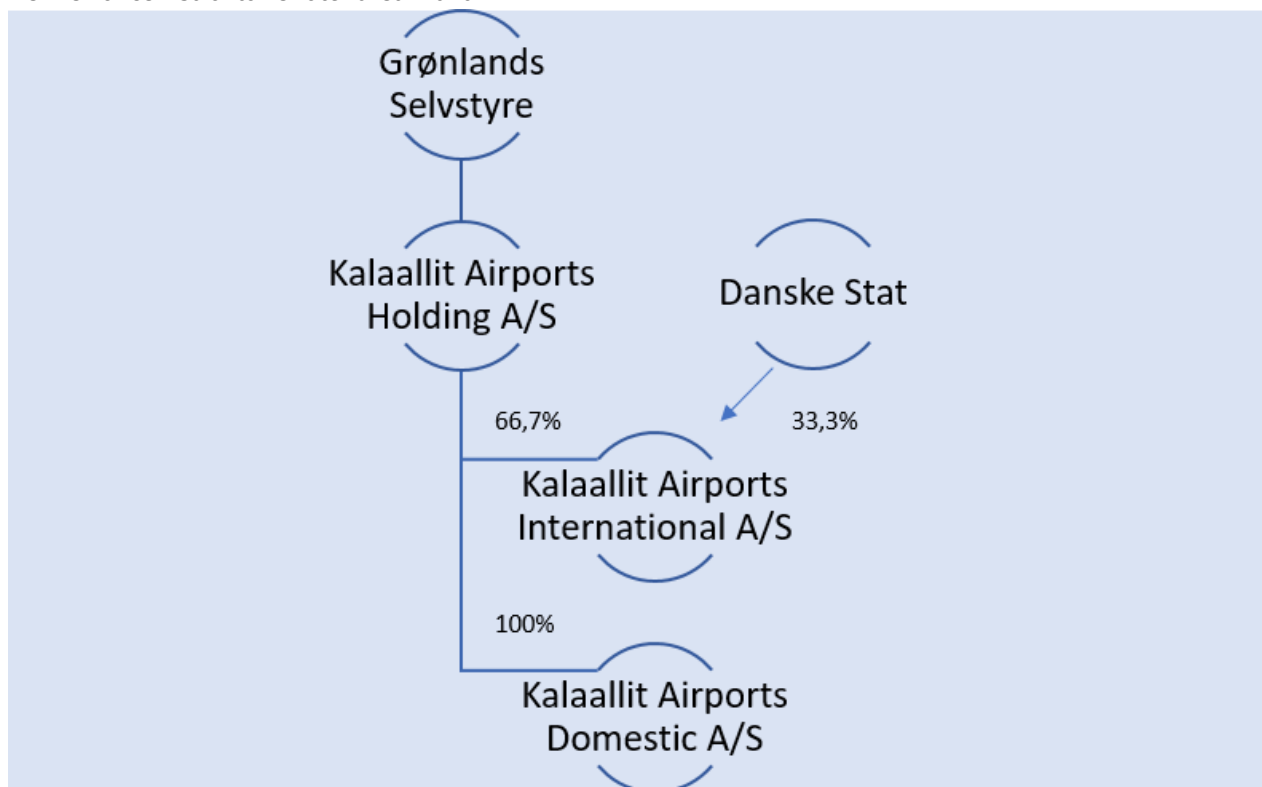 Grønlands
Selvstyre
Kalaallit Airports
Holding A/S
Danske Stat
66,7%
33,3%
Kalaallit Airports
International A/S
100%
Kalaallit Airports
Domestic A/S